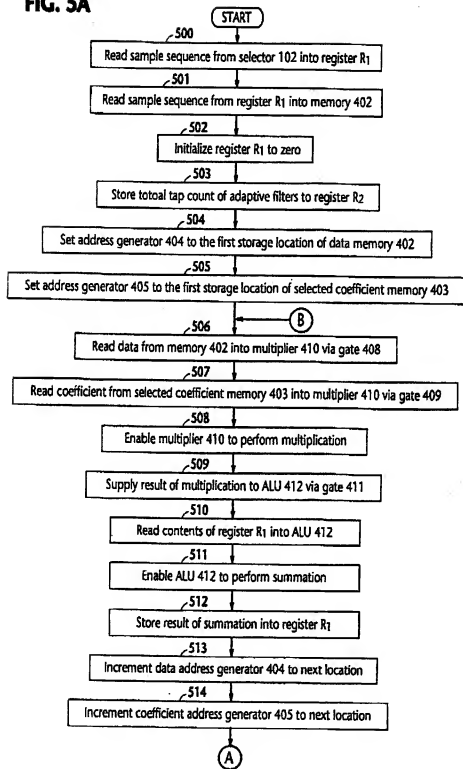 FIG. 5A
START
500
Read sample sequence from selector 102 into register R1
501
Read sample sequence from register R1 into memory 402
502
Initialize register R1 to zero
503
Store totoal tap count of adaptive filters to register R2
504
Set address generator 404 to the first storage location of data memory 402
505
Set address generator 405 to the first storage location of selected coefficient memory 403
B
506
Read data from memory 402 into multiplier 410 via gate 408
507
Read coefficient from selected coefficient memory 403 into multiplier 410 via gate 409
508
Enable multiplier 410 to perform multiplication
509
Supply result of multiplication to ALU 412 via gate 411
510
Read contents of register R1 into ALU 412
511
Enable ALU 412 to perform summation
512
Store result of summation into register R1
513
Increment data address generator 404 to next location
514
Increment coefficient address generator 405 to next location
A